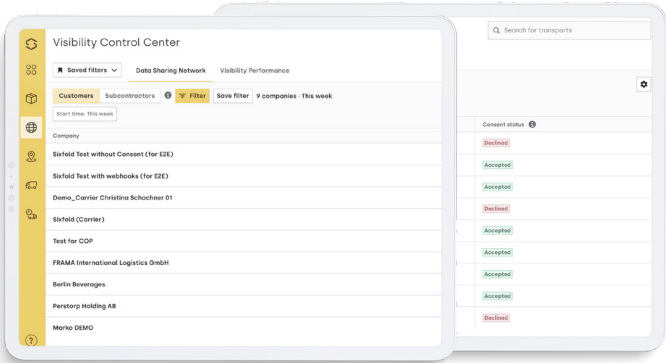 Visibility Control Center
Search for transports
Saved filters
Data Sharing Network
Visibility Performance
Customers
Subcontractors
Filter
Save filter
9 companies · This week
Start time: This week
Company
Consent status
Sixfold Test without Consent (for E2E)
Declined
Sixfold Test with webhooks (for E2E)
Accepted
Demo_Carrier Christina Schachner 01
Accepted
Sixfold (Carrier)
Declined
Test for COP
Accepted
FRAMA International Logistics GmbH
Accepted
Berlin Beverages
Accepted
Perstorp Holding AB
Accepted
Marko DEMO
Declined